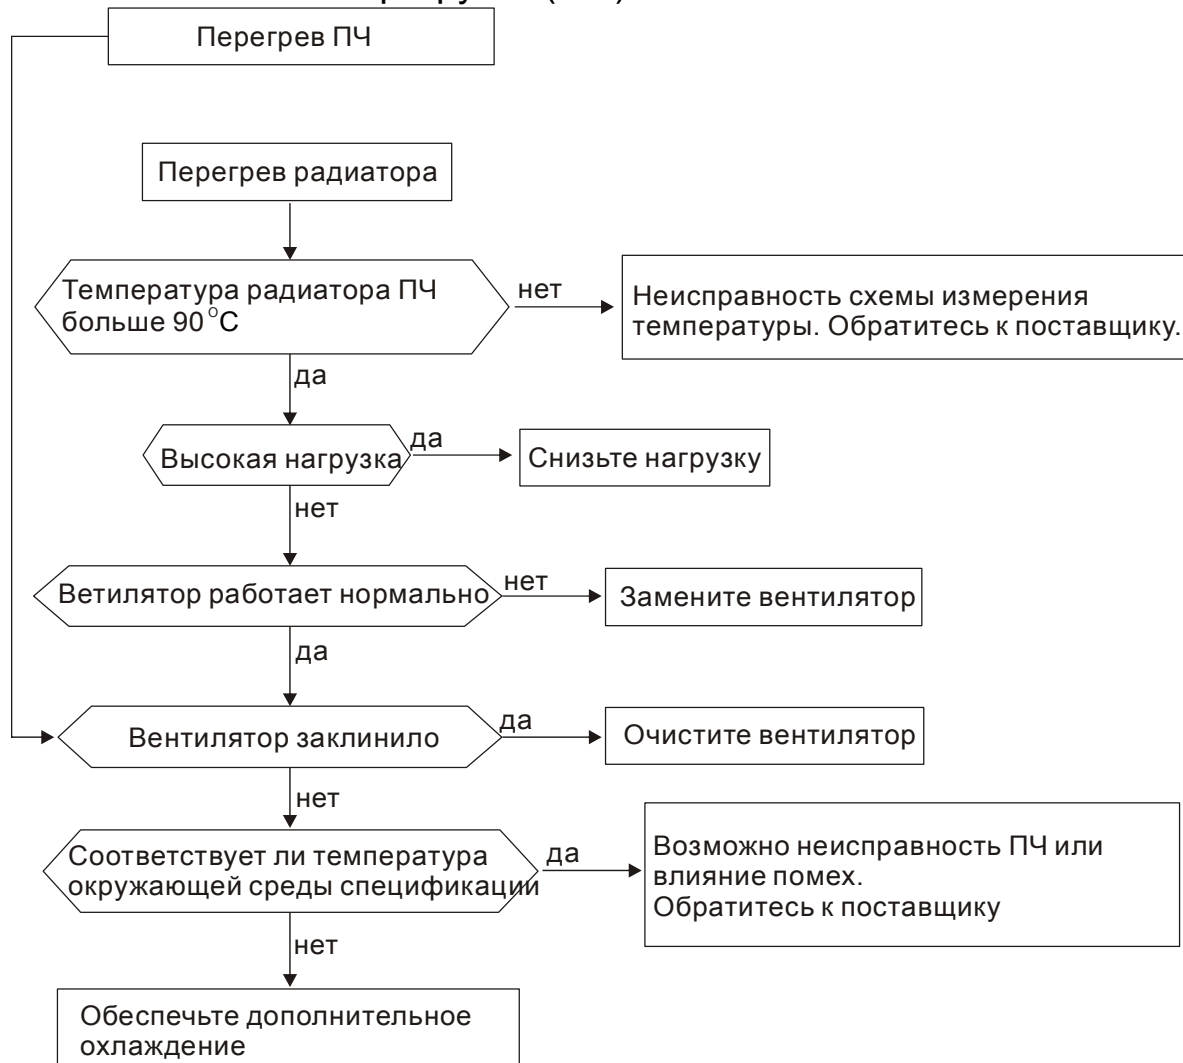 Перегрев ПЧ
Перегрев радиатора
Температура радиатора ПЧ
больше 90 °C
нет
Неисправность схемы измерения
температуры. Обратитесь к поставщику.
да
Высокая нагрузка
да
Снизьте нагрузку
нет
Ветилятор работает нормально
нет
Замените вентилятор
да
Вентилятор заклинило
да
Очистите вентилятор
нет
Соответствует ли температура
окружающей среды спецификации
да
Возможно неисправность ПЧ или
влияние помех.
Обратитесь к поставщику
нет
Обеспечьте дополнительное
охлаждение